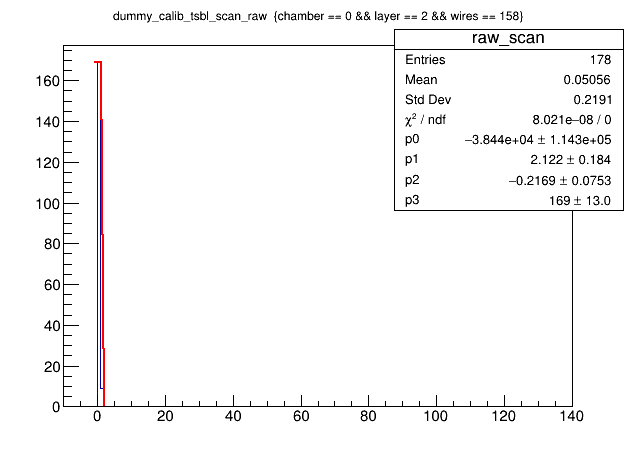 dummy_calib_tsbl_scan_raw {chamber == 0 && layer == 2 && wires == 158}
raw_scan
Entries 178
Mean 0.05056
Std Dev 0.2191
χ² / ndf 8.021e−08 / 0
p0 −3.844e+04 ± 1.143e+05
p1 2.122 ± 0.184
p2 −0.2169 ± 0.0753
p3 169 ± 13.0
160
140
120
100
80
60
40
20
0
0 20 40 60 80 100 120 140